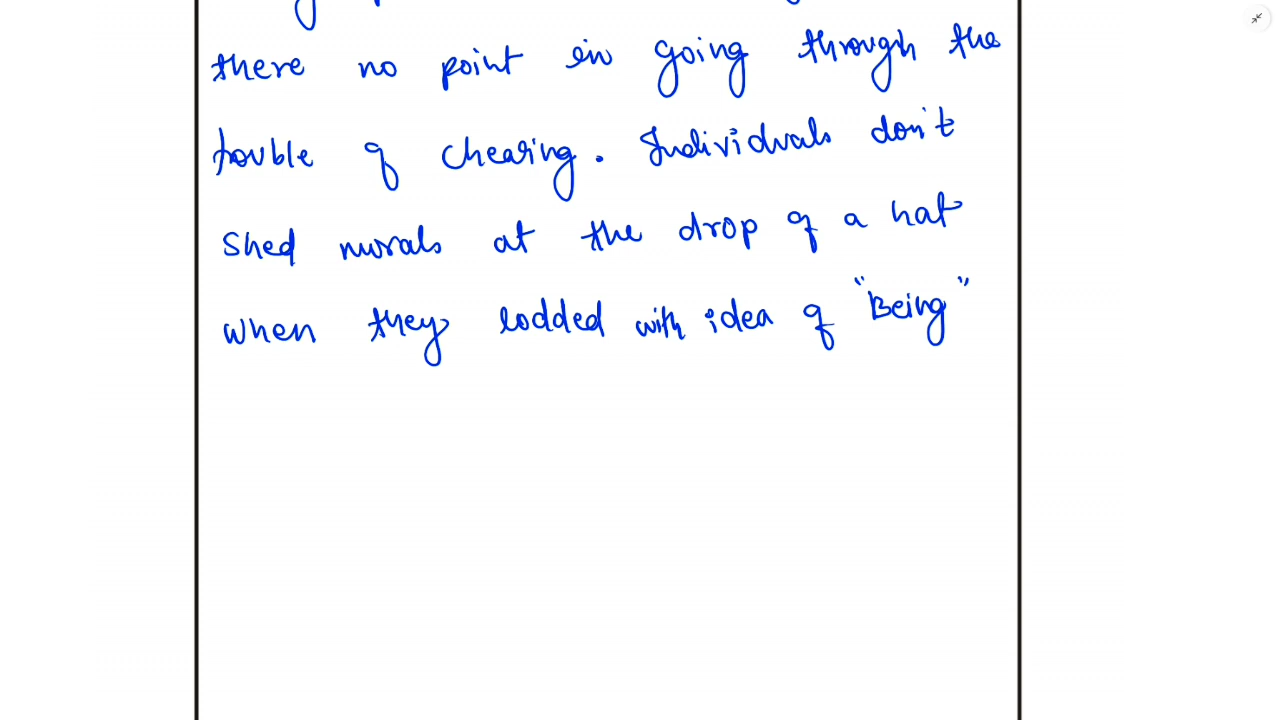 there no point in going through the
trouble of cheating. Individuals don't
shed morals at the drop of a hat
when they lodded with idea of "Being"